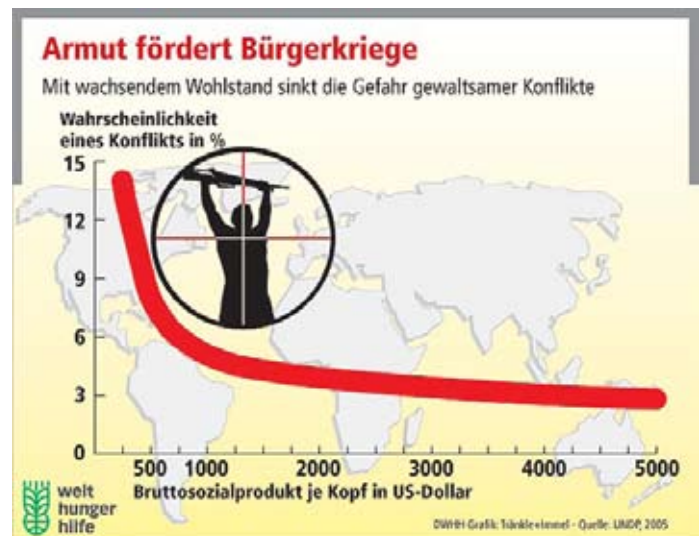 Armut fördert Bürgerkriege
Mit wachsendem Wohlstand sinkt die Gefahr gewaltsamer Konflikte
Wahrscheinlichkeit
eines Konflikts in %
15
12
9
6
3
0
500 1000 2000 3000 4000 5000
Bruttosozialprodukt je Kopf in US-Dollar
welt
hunger
hilfe
DWHH Grafik: Tränkle+Immel - Quelle: UNDP, 2005